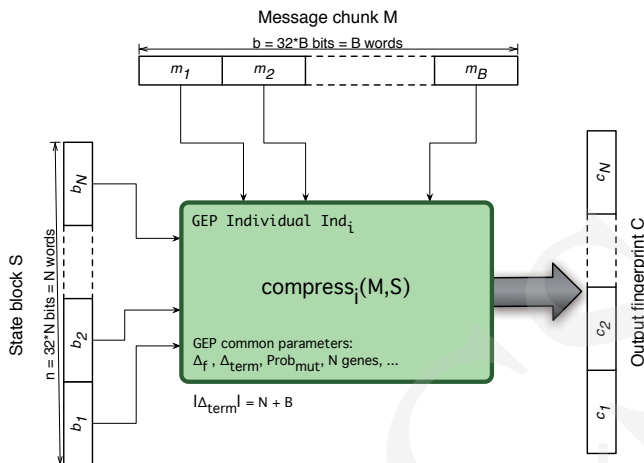 Message chunk M
b = 32*B bits = B words
m1 m2 mB
State block S
n = 32*N bits = N words
bN
b2
b1
GEP Individual Indi
compressi(M,S)
GEP common parameters:
Δf , Δterm, Probmut, N genes, ...
|Δterm| = N + B
cN
c2
c1
Output fingerprint C